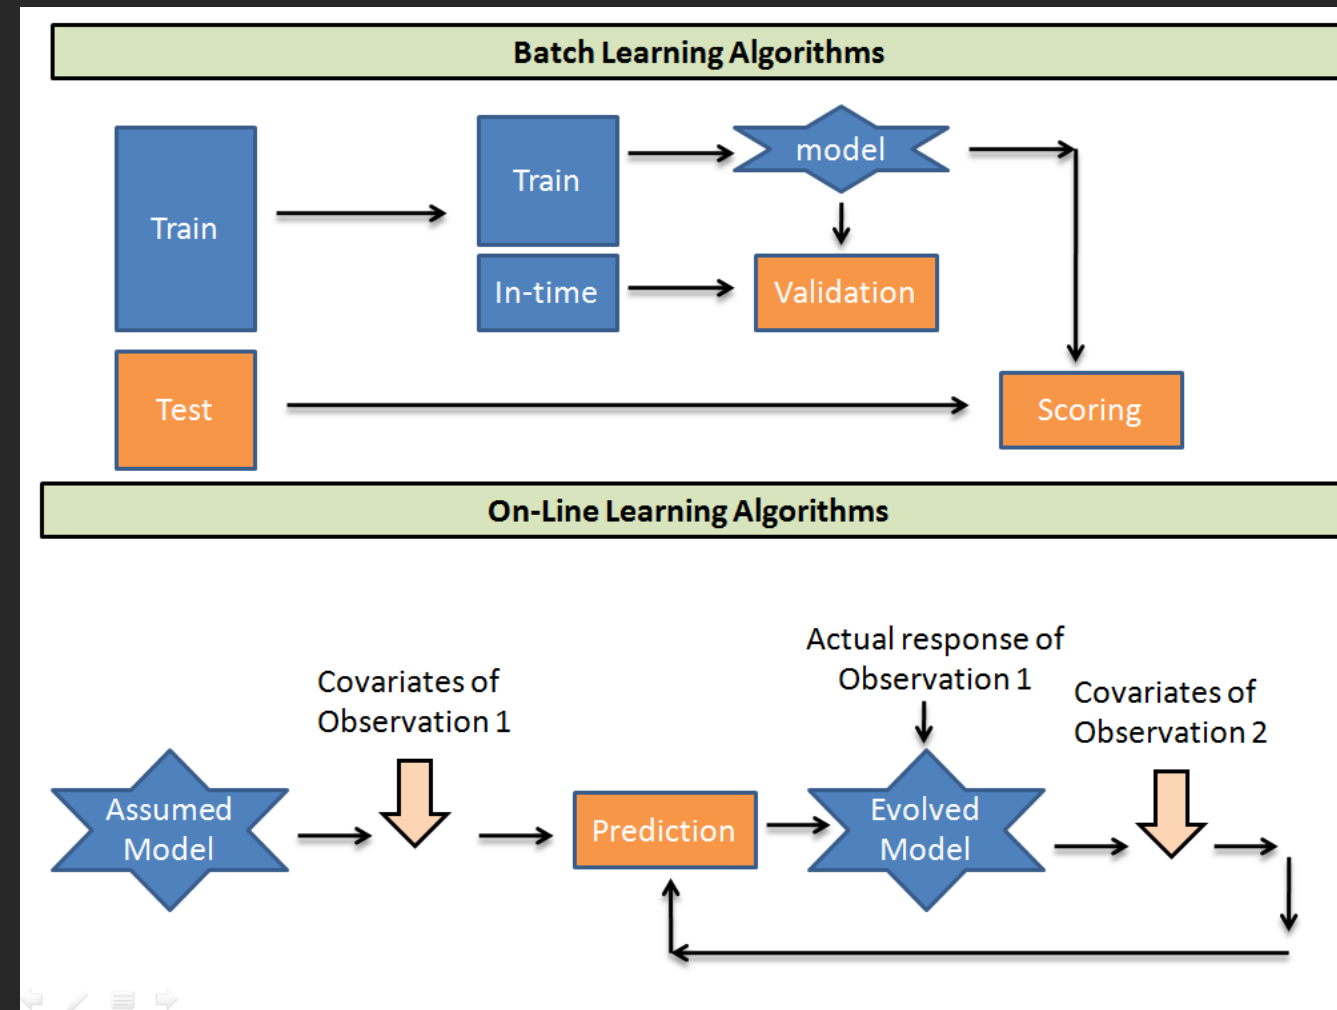 Batch Learning Algorithms
Train
Train
model
In-time
Validation
Test
Scoring
On-Line Learning Algorithms
Actual response of
Observation 1
Covariates of
Observation 1
Covariates of
Observation 2
Assumed
Model
Prediction
Evolved
Model